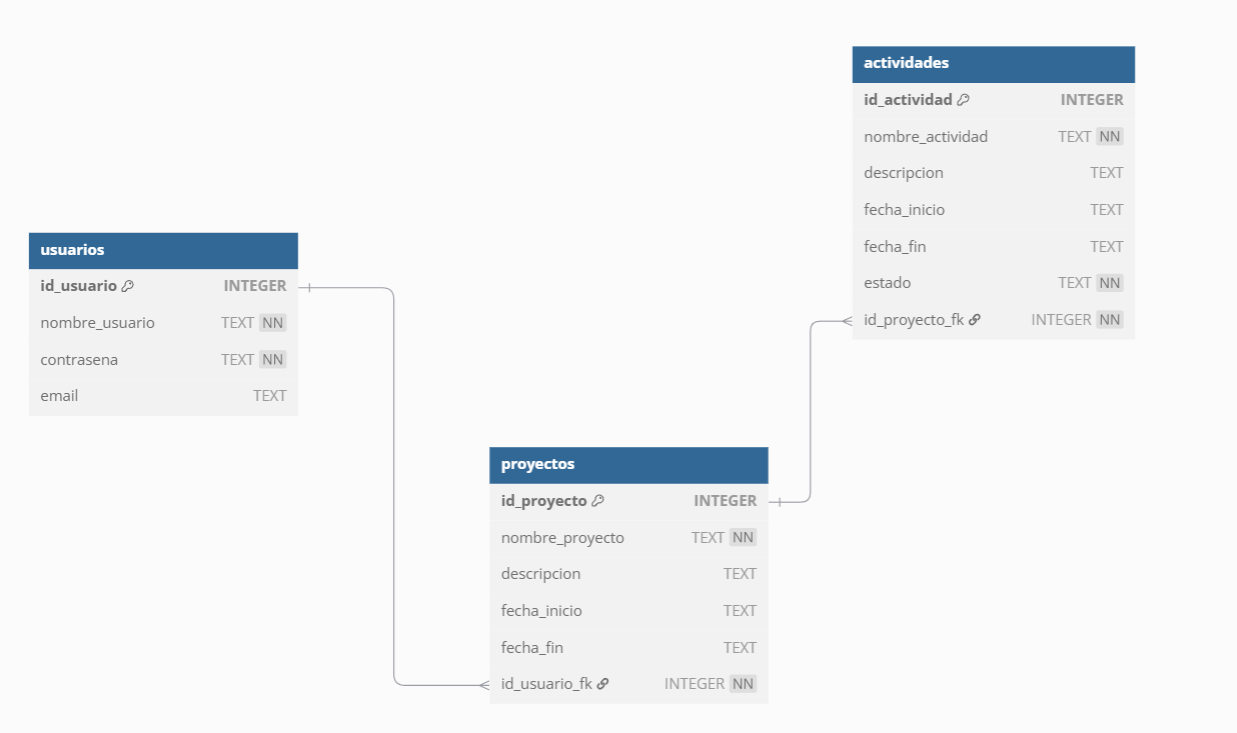 usuarios
id_usuario INTEGER
nombre_usuario TEXT NN
contrasena TEXT NN
email TEXT
proyectos
id_proyecto INTEGER
nombre_proyecto TEXT NN
descripcion TEXT
fecha_inicio TEXT
fecha_fin TEXT
id_usuario_fk INTEGER NN
actividades
id_actividad INTEGER
nombre_actividad TEXT NN
descripcion TEXT
fecha_inicio TEXT
fecha_fin TEXT
estado TEXT NN
id_proyecto_fk INTEGER NN